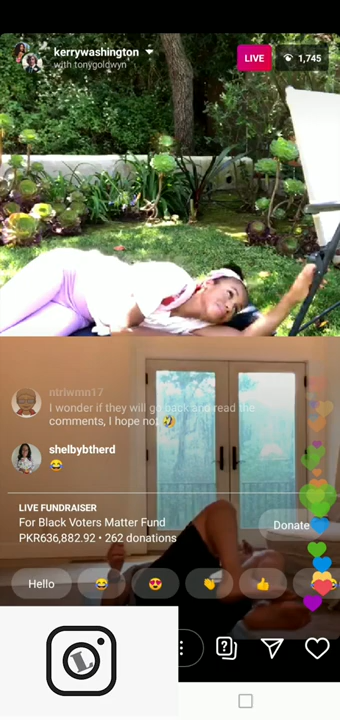 kerrywashington
with tonygoldwyn
LIVE
1,745
ntriwmn17
I wonder if they will go back and read the
comments, I hope not 🤣
shelbybtherd
😂
LIVE FUNDRAISER
For Black Voters Matter Fund
PKR636,882.92 • 262 donations
Donate
Hello
L